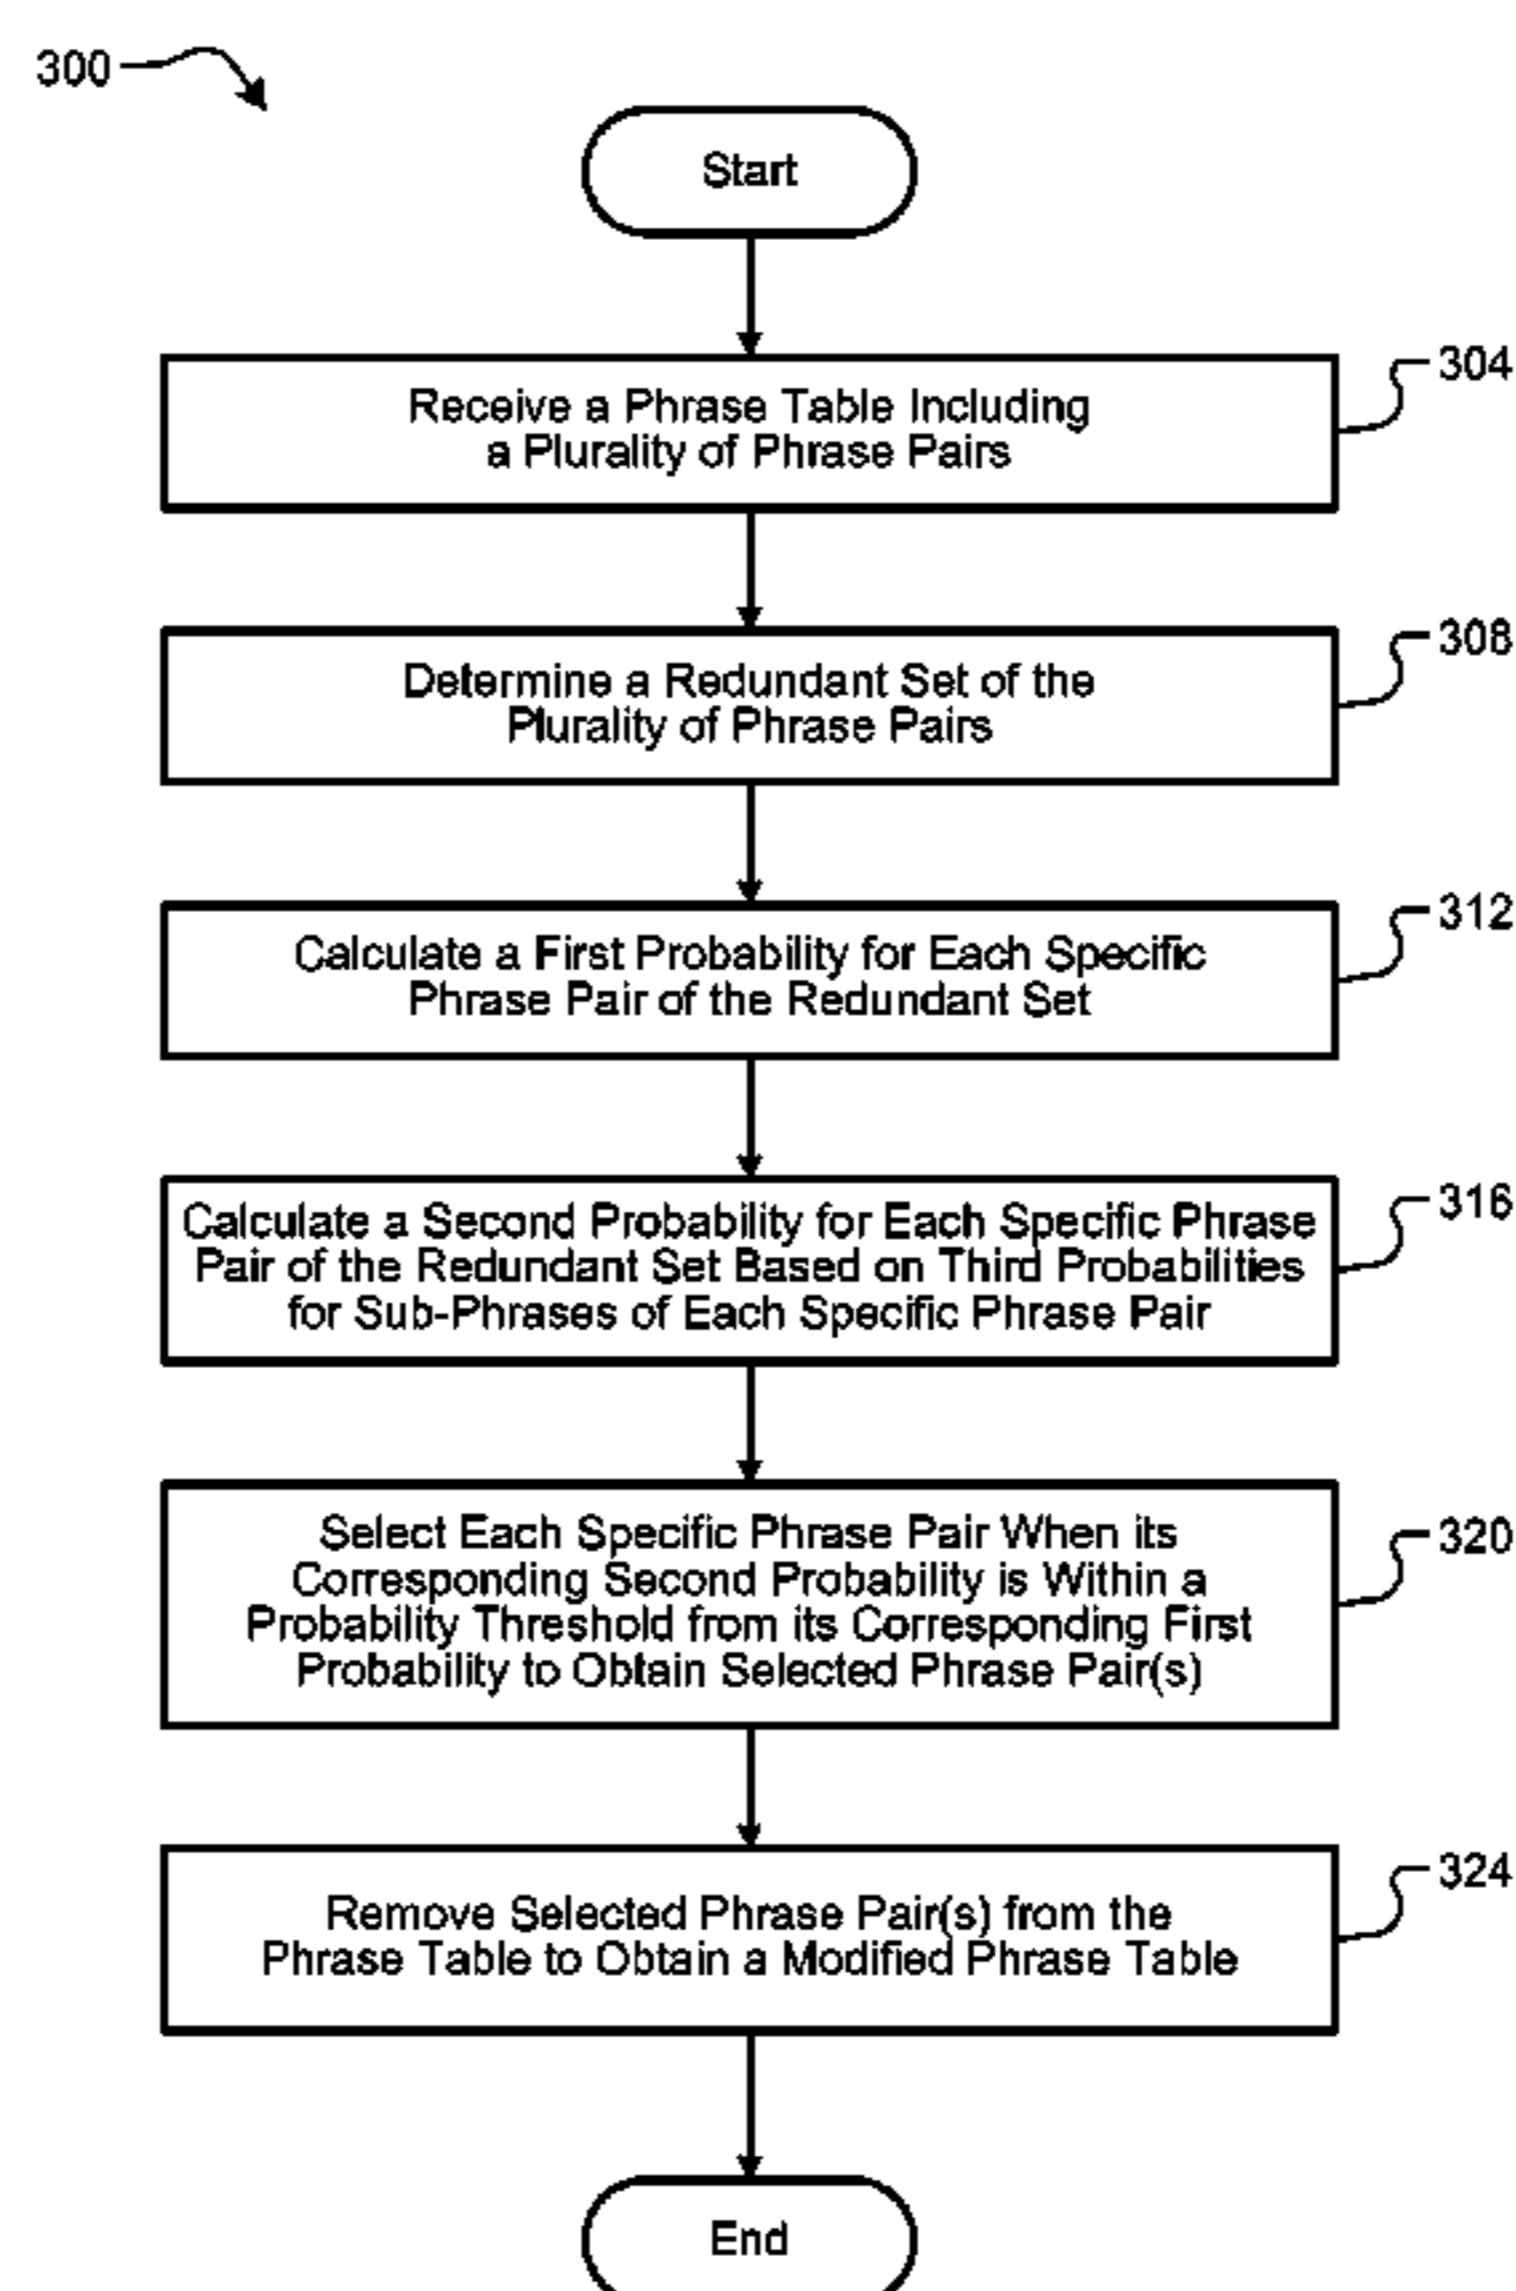 300
Start
304
Receive a Phrase Table Including
a Plurality of Phrase Pairs
308
Determine a Redundant Set of the
Plurality of Phrase Pairs
312
Calculate a First Probability for Each Specific
Phrase Pair of the Redundant Set
316
Calculate a Second Probability for Each Specific Phrase
Pair of the Redundant Set Based on Third Probabilities
for Sub-Phrases of Each Specific Phrase Pair
320
Select Each Specific Phrase Pair When its
Corresponding Second Probability is Within a
Probability Threshold from its Corresponding First
Probability to Obtain Selected Phrase Pair(s)
324
Remove Selected Phrase Pair(s) from the
Phrase Table to Obtain a Modified Phrase Table
End